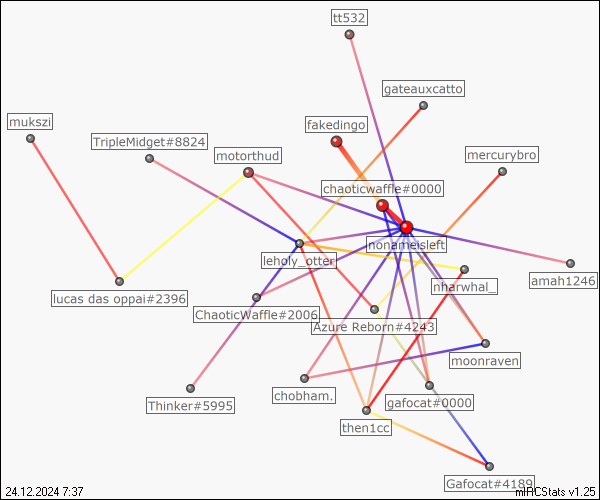 tt532
gateauxcatto
mukszi
fakedingo
TripleMidget#8824
motorthud
mercurybro
chaoticwaffle#0000
nonameisleft
leholy_otter
amah1246
nharwhal_
lucas das oppai#2396
ChaoticWaffle#2006
Azure Reborn#4243
moonraven
chobham.
gafocat#0000
Thinker#5995
then1cc
Gafocat#4189
24.12.2024 7:37
mIRCStats v1.25